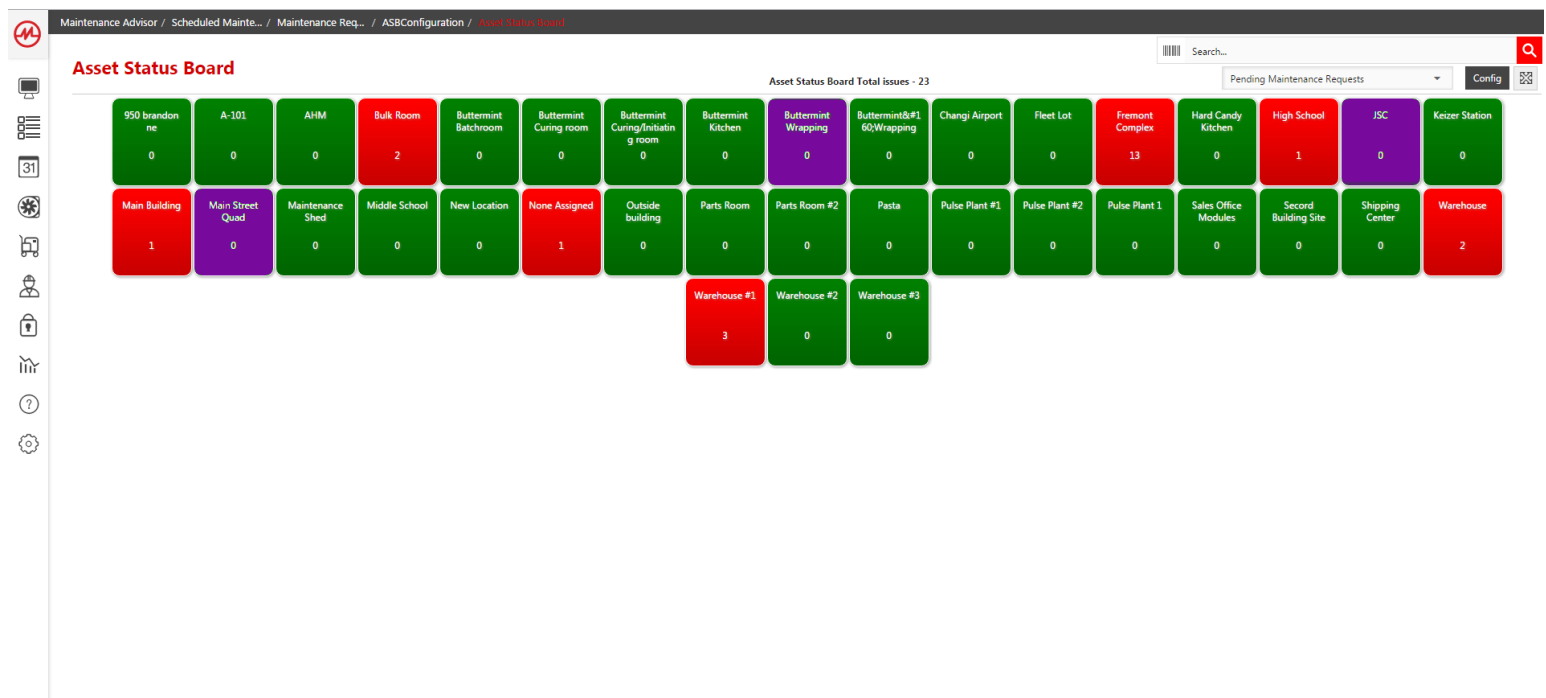 Maintenance Advisor / Scheduled Mainte... / Maintenance Req... / ASBConfiguration / Asset Status Board
Search...
Asset Status Board
Asset Status Board Total issues - 23
Pending Maintenance Requests
Config
31
?
950 brandon
ne
0
A-101
0
AHM
0
Bulk Room
2
Buttermint
Batchroom
0
Buttermint
Curing room
0
Buttermint
Curing/Initiatin
g room
0
Buttermint
Kitchen
0
Buttermint
Wrapping
0
Buttermint&#1
60;Wrapping
0
Changi Airport
0
Fleet Lot
0
Fremont
Complex
13
Hard Candy
Kitchen
0
High School
1
JSC
0
Keizer Station
0
Main Building
1
Main Street
Quad
0
Maintenance
Shed
0
Middle School
0
New Location
0
None Assigned
1
Outside
building
0
Parts Room
0
Parts Room #2
0
Pasta
0
Pulse Plant #1
0
Pulse Plant #2
0
Pulse Plant 1
0
Sales Office
Modules
0
Secord
Building Site
0
Shipping
Center
0
Warehouse
2
Warehouse #1
3
Warehouse #2
0
Warehouse #3
0